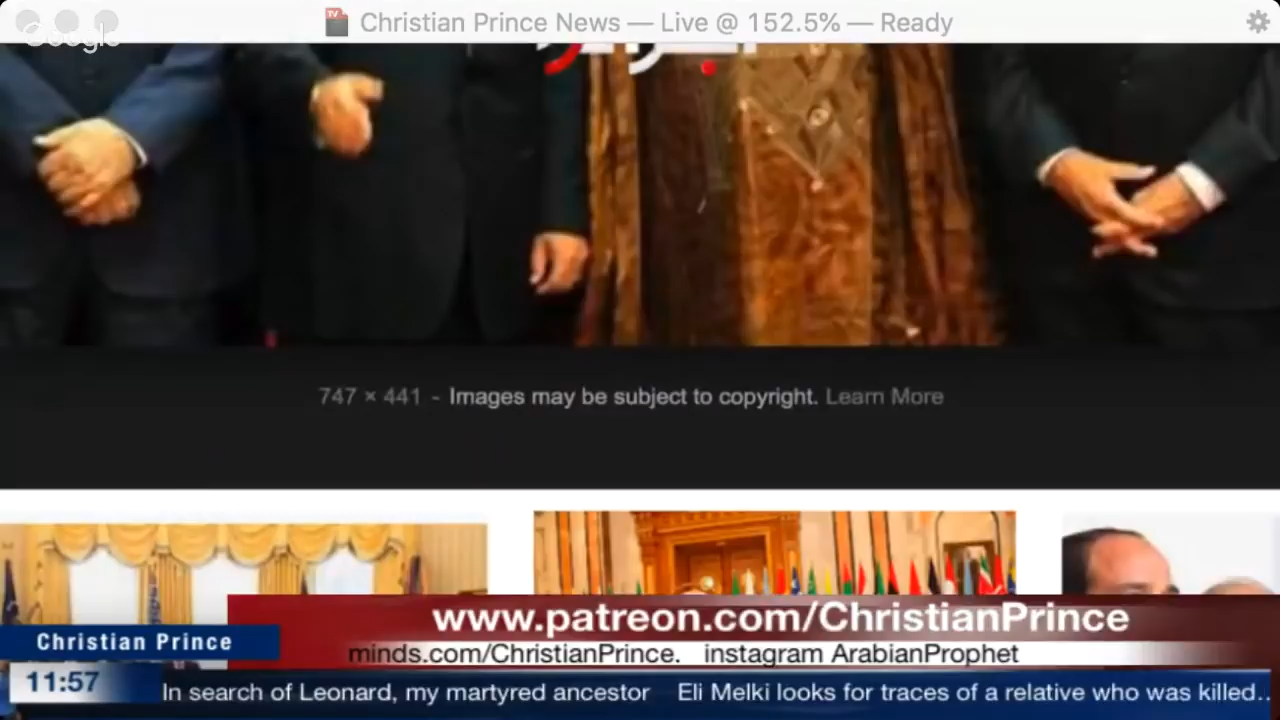 Christian Prince News — Live @ 152.5% — Ready
Google
747 × 441 - Images may be subject to copyright. Learn More
www.patreon.com/ChristianPrince
Christian Prince
minds.com/ChristianPrince. instagram ArabianProphet
11:57
In search of Leonard, my martyred ancestor Eli Melki looks for traces of a relative who was killed..